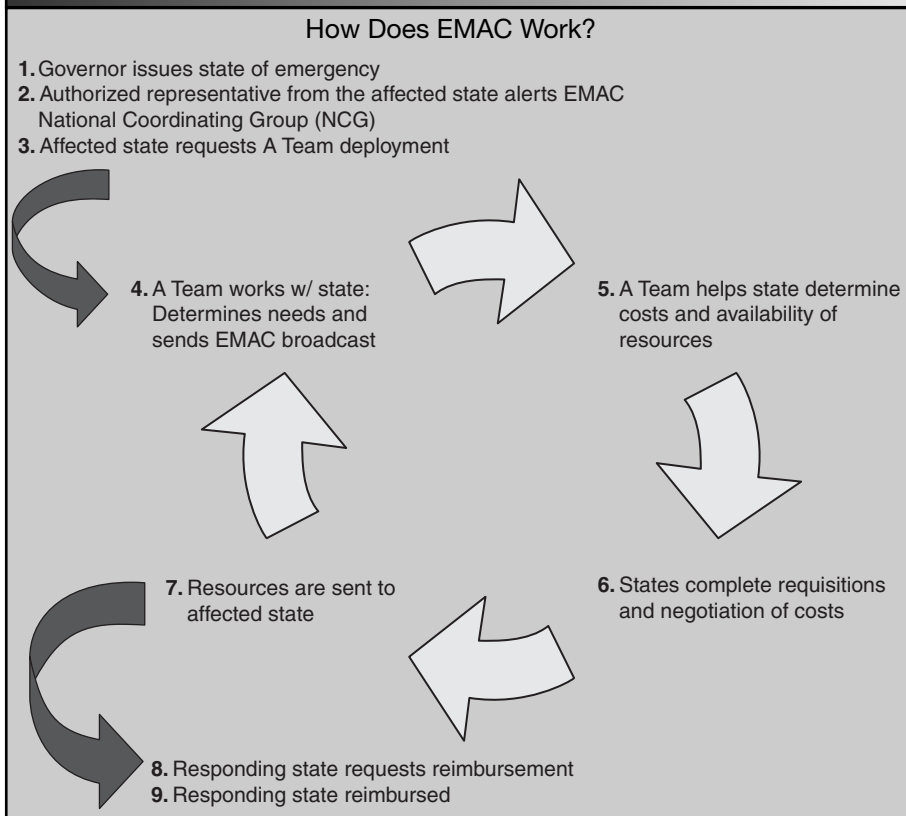 How Does EMAC Work?
1. Governor issues state of emergency
2. Authorized representative from the affected state alerts EMAC
National Coordinating Group (NCG)
3. Affected state requests A Team deployment
4. A Team works w/ state:
Determines needs and
sends EMAC broadcast
5. A Team helps state determine
costs and availability of
resources
6. States complete requisitions
and negotiation of costs
7. Resources are sent to
affected state
8. Responding state requests reimbursement
9. Responding state reimbursed